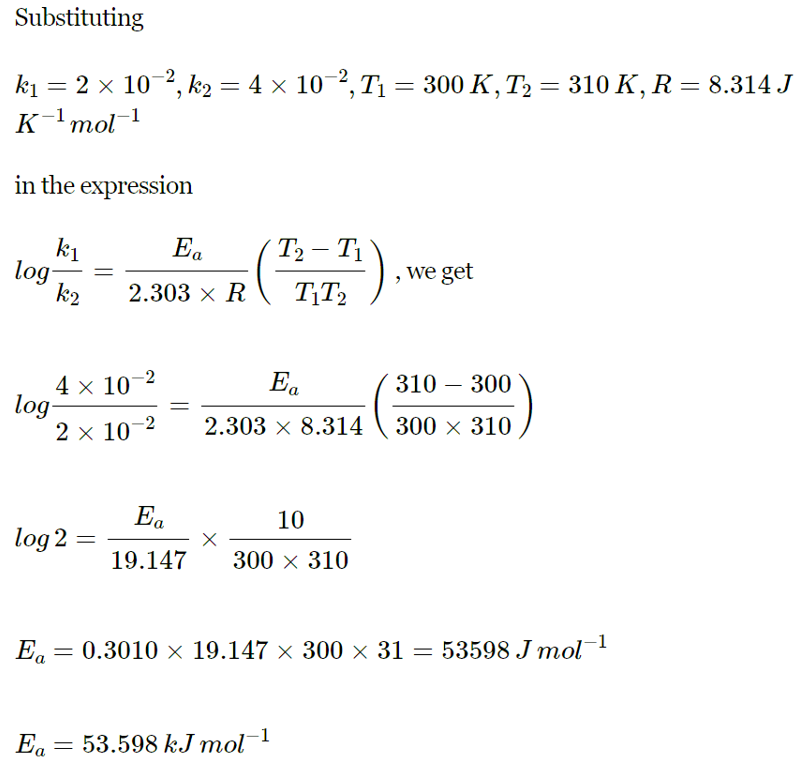 Substituting
k₁ = 2 × 10⁻², k₂ = 4 × 10⁻², T₁ = 300 K, T₂ = 310 K, R = 8.314 J
K⁻¹ mol⁻¹
in the expression
log k₁/k₂ = Eₐ/(2.303 × R) ((T₂ − T₁)/(T₁T₂)) , we get
log (4 × 10⁻²)/(2 × 10⁻²) = Eₐ/(2.303 × 8.314) ((310 − 300)/(300 × 310))
log 2 = Eₐ/19.147 × 10/(300 × 310)
Eₐ = 0.3010 × 19.147 × 300 × 31 = 53598 J mol⁻¹
Eₐ = 53.598 kJ mol⁻¹